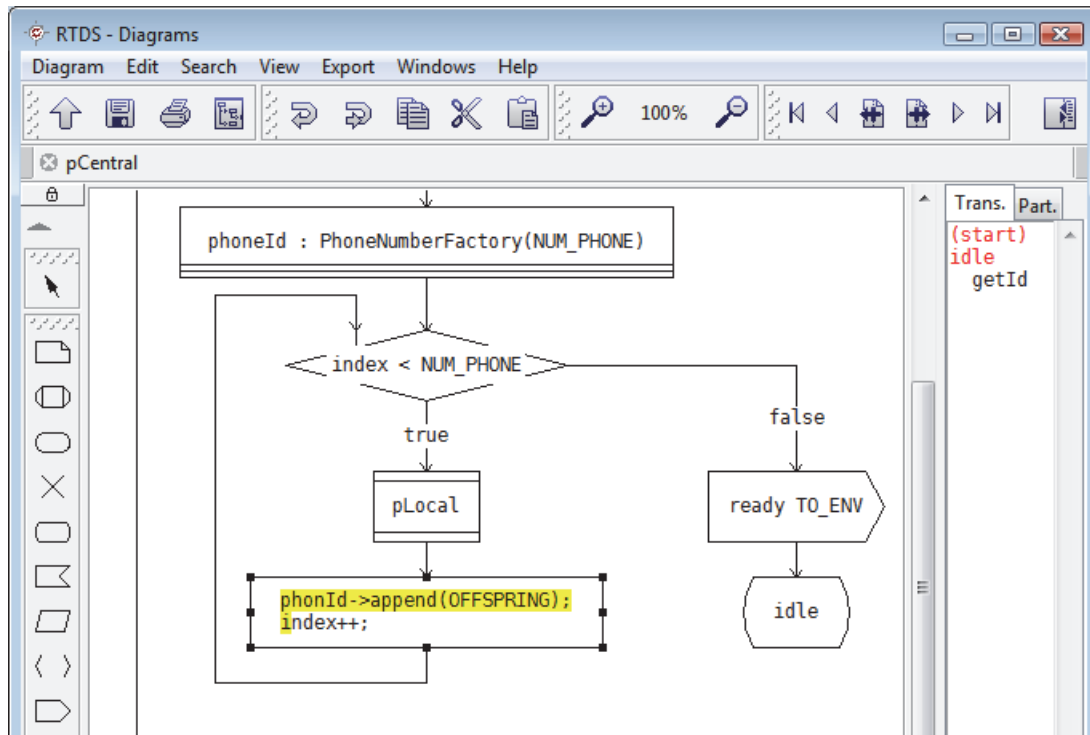 RTDS - Diagrams
Diagram Edit Search View Export Windows Help
100%
pCentral
Trans. Part.
(start)
idle
getId
phoneId : PhoneNumberFactory(NUM_PHONE)
index < NUM_PHONE
true
false
pLocal
ready TO_ENV
phonId->append(OFFSPRING);
index++;
idle